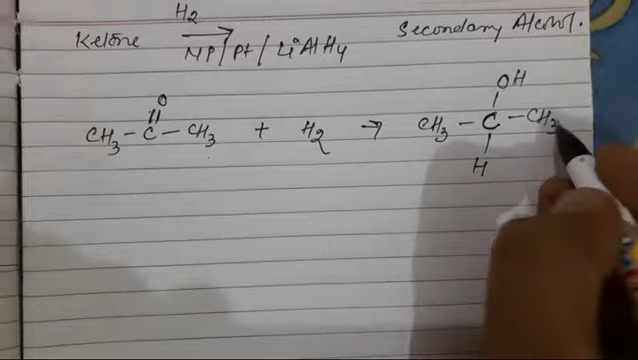 Ketone H2 → Ni/Pt/LiAlH4 Secondary Alcohol.
CH3 – C(=O) – CH3 + H2 → CH3 – C(OH)(H) – CH3